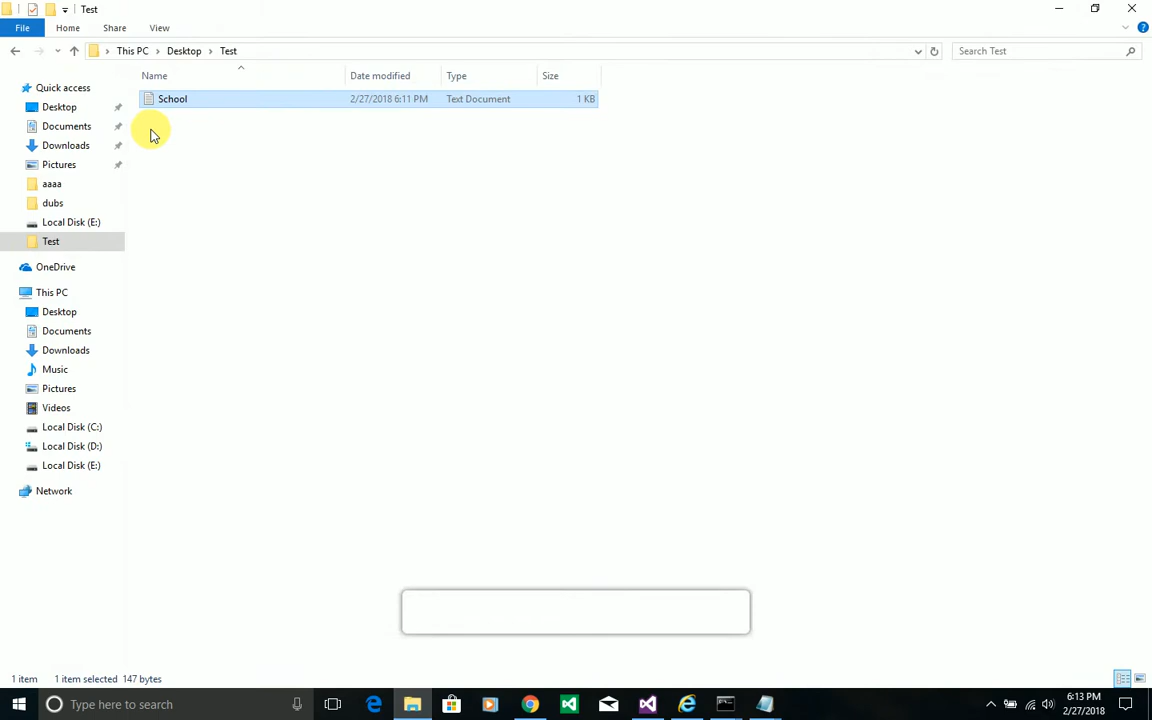 Test
File Home Share View
This PC Desktop Test Search Test
Name Date modified Type Size
School 2/27/2018 6:11 PM Text Document 1 KB
Quick access
Desktop
Documents
Downloads
Pictures
aaaa
dubs
Local Disk (E:)
Test
OneDrive
This PC
Desktop
Documents
Downloads
Music
Pictures
Videos
Local Disk (C:)
Local Disk (D:)
Local Disk (E:)
Network
1 item 1 item selected 147 bytes
Type here to search
6:13 PM
2/27/2018